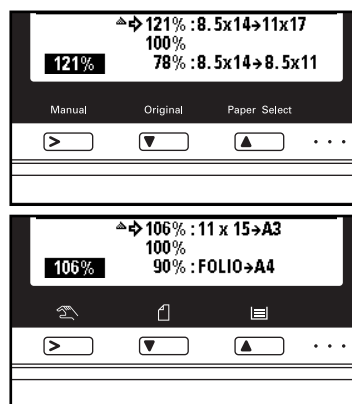 121% :8.5x14→11x17
100%
121% 78% :8.5x14→8.5x11
Manual Original Paper Select
106% :11 x 15→A3
100%
106% 90% :FOLIO→A4